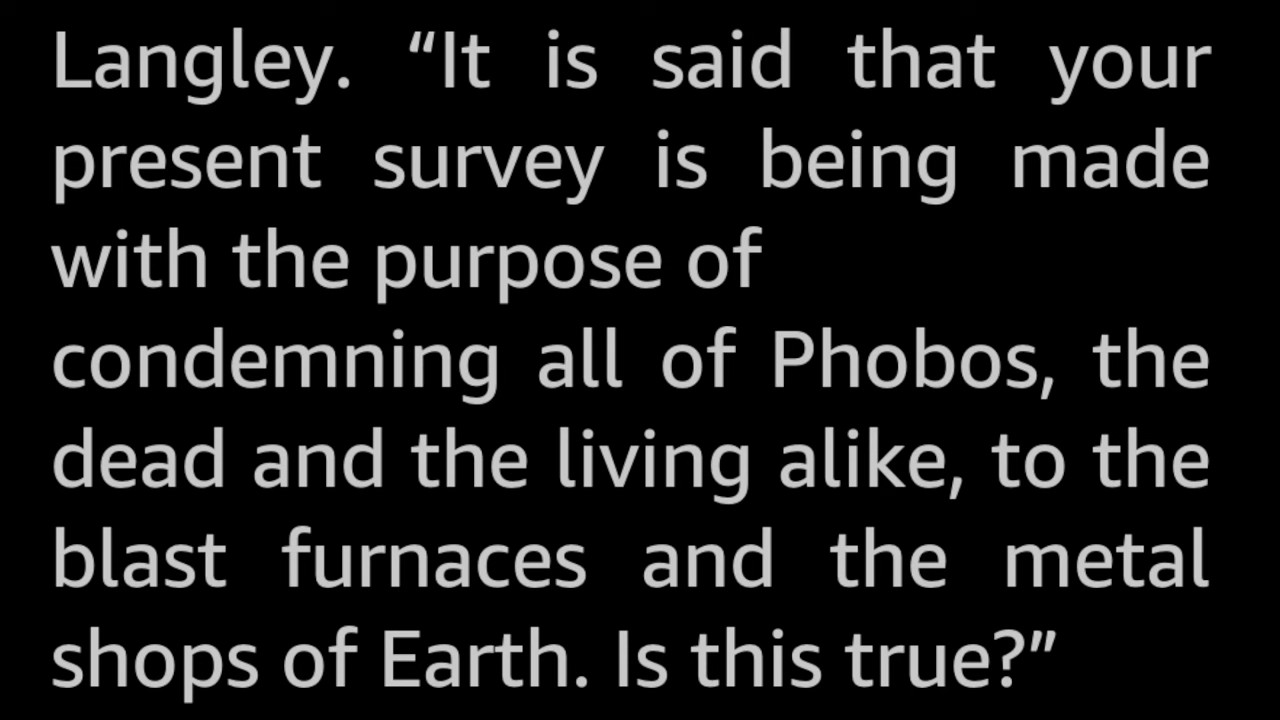 Langley. “It is said that your
present survey is being made
with the purpose of
condemning all of Phobos, the
dead and the living alike, to the
blast furnaces and the metal
shops of Earth. Is this true?”